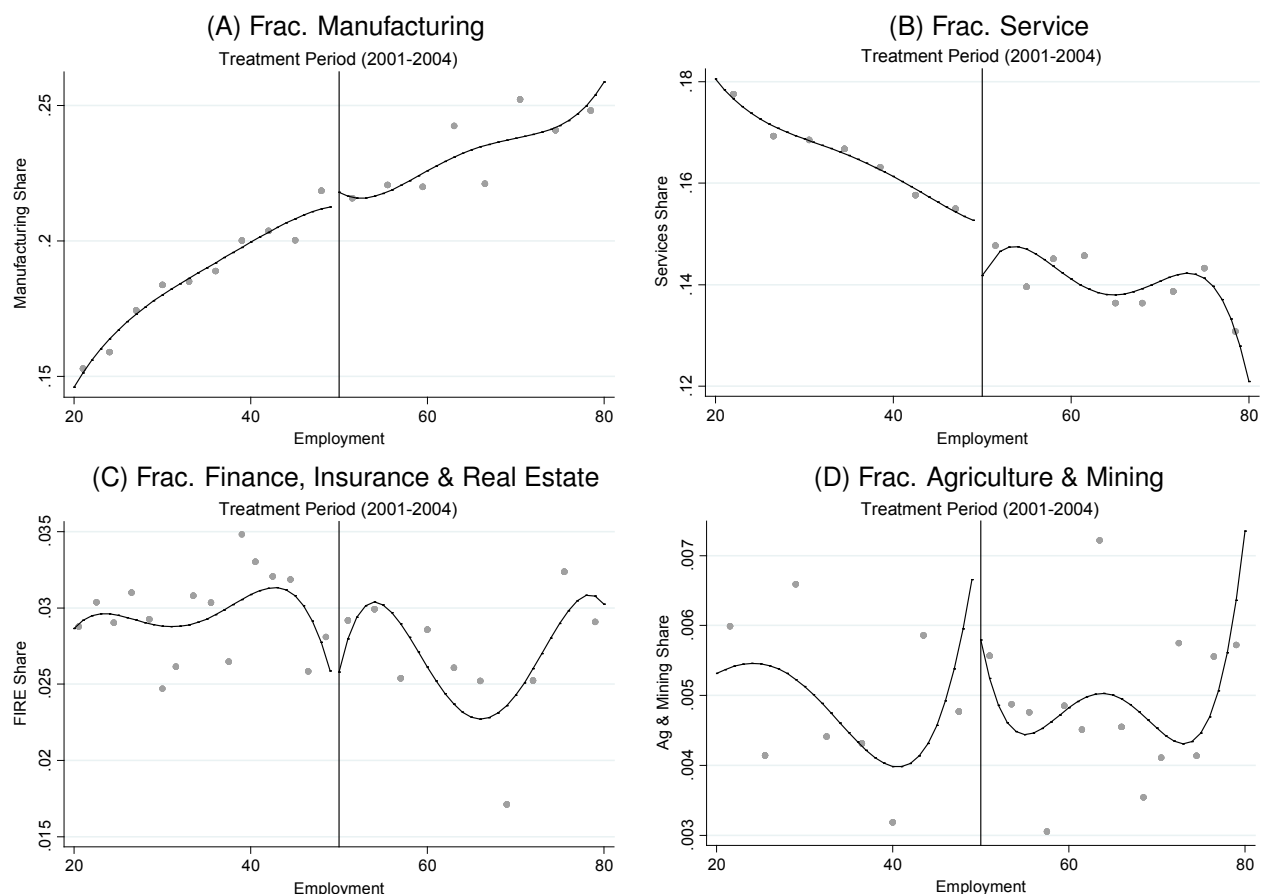 (A) Frac. Manufacturing
Treatment Period (2001-2004)
Manufacturing Share
.25
.2
.15
20 40 60 80
Employment
(B) Frac. Service
Treatment Period (2001-2004)
Services Share
.18
.16
.14
.12
20 40 60 80
Employment
(C) Frac. Finance, Insurance & Real Estate
Treatment Period (2001-2004)
FIRE Share
.035
.03
.025
.02
.015
20 40 60 80
Employment
(D) Frac. Agriculture & Mining
Treatment Period (2001-2004)
Ag & Mining Share
.007
.006
.005
.004
.003
20 40 60 80
Employment